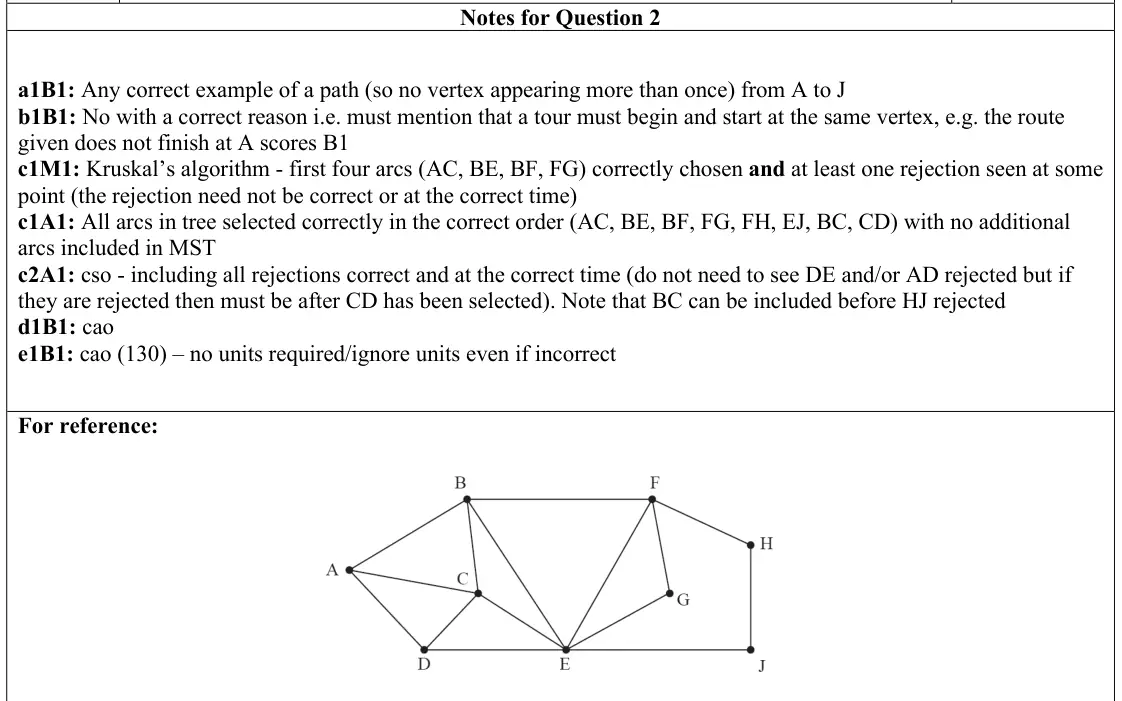 Notes for Question 2
a1B1: Any correct example of a path (so no vertex appearing more than once) from A to J
b1B1: No with a correct reason i.e. must mention that a tour must begin and start at the same vertex, e.g. the route
given does not finish at A scores B1
c1M1: Kruskal’s algorithm - first four arcs (AC, BE, BF, FG) correctly chosen and at least one rejection seen at some
point (the rejection need not be correct or at the correct time)
c1A1: All arcs in tree selected correctly in the correct order (AC, BE, BF, FG, FH, EJ, BC, CD) with no additional
arcs included in MST
c2A1: cso - including all rejections correct and at the correct time (do not need to see DE and/or AD rejected but if
they are rejected then must be after CD has been selected). Note that BC can be included before HJ rejected
d1B1: cao
e1B1: cao (130) – no units required/ignore units even if incorrect
For reference:
B
F
H
A
C
G
D
E
J